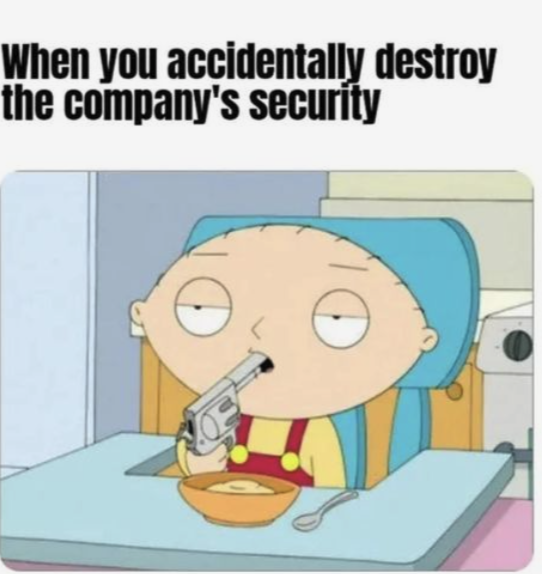 When you accidentally destroy
the company's security